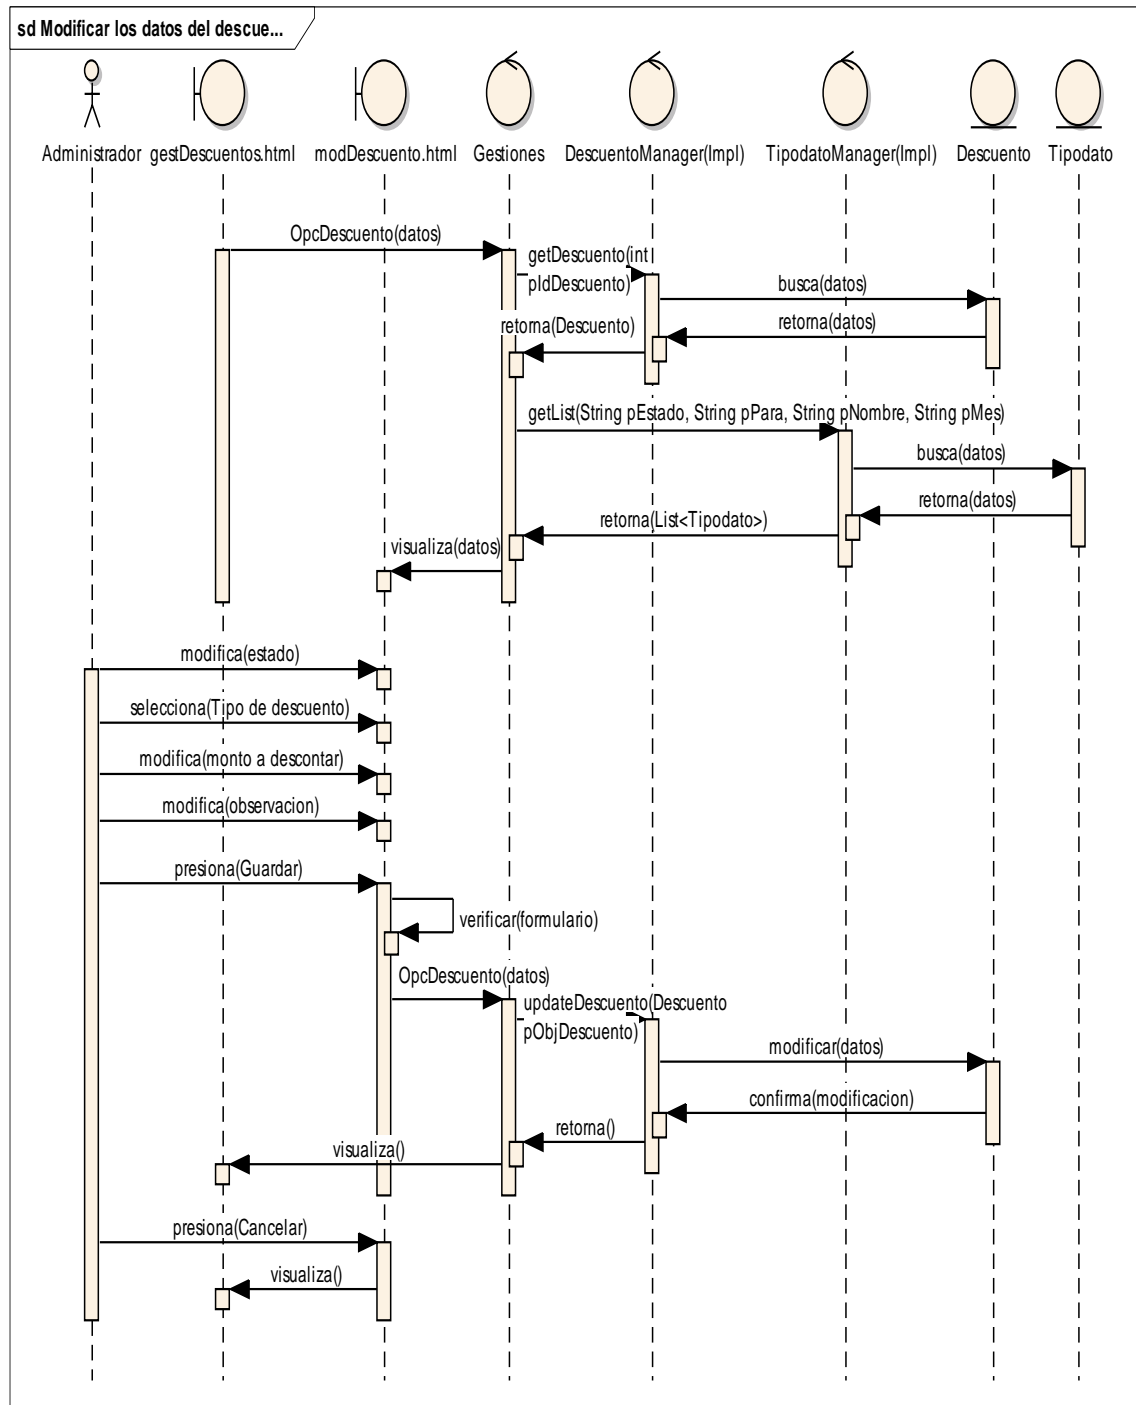 sd Modificar los datos del descue...
Administrador
gestDescuentos.html
modDescuento.html
Gestiones
DescuentoManager(Impl)
TipodatoManager(Impl)
Descuento
Tipodato
OpcDescuento(datos)
getDescuento(int
pIdDescuento)
busca(datos)
retorna(datos)
retorna(Descuento)
getList(String pEstado, String pPara, String pNombre, String pMes)
busca(datos)
retorna(datos)
retorna(List<Tipodato>)
visualiza(datos)
modifica(estado)
selecciona(Tipo de descuento)
modifica(monto a descontar)
modifica(observacion)
presiona(Guardar)
verificar(formulario)
OpcDescuento(datos)
updateDescuento(Descuento
pObjDescuento)
modificar(datos)
confirma(modificacion)
retorna()
visualiza()
presiona(Cancelar)
visualiza()